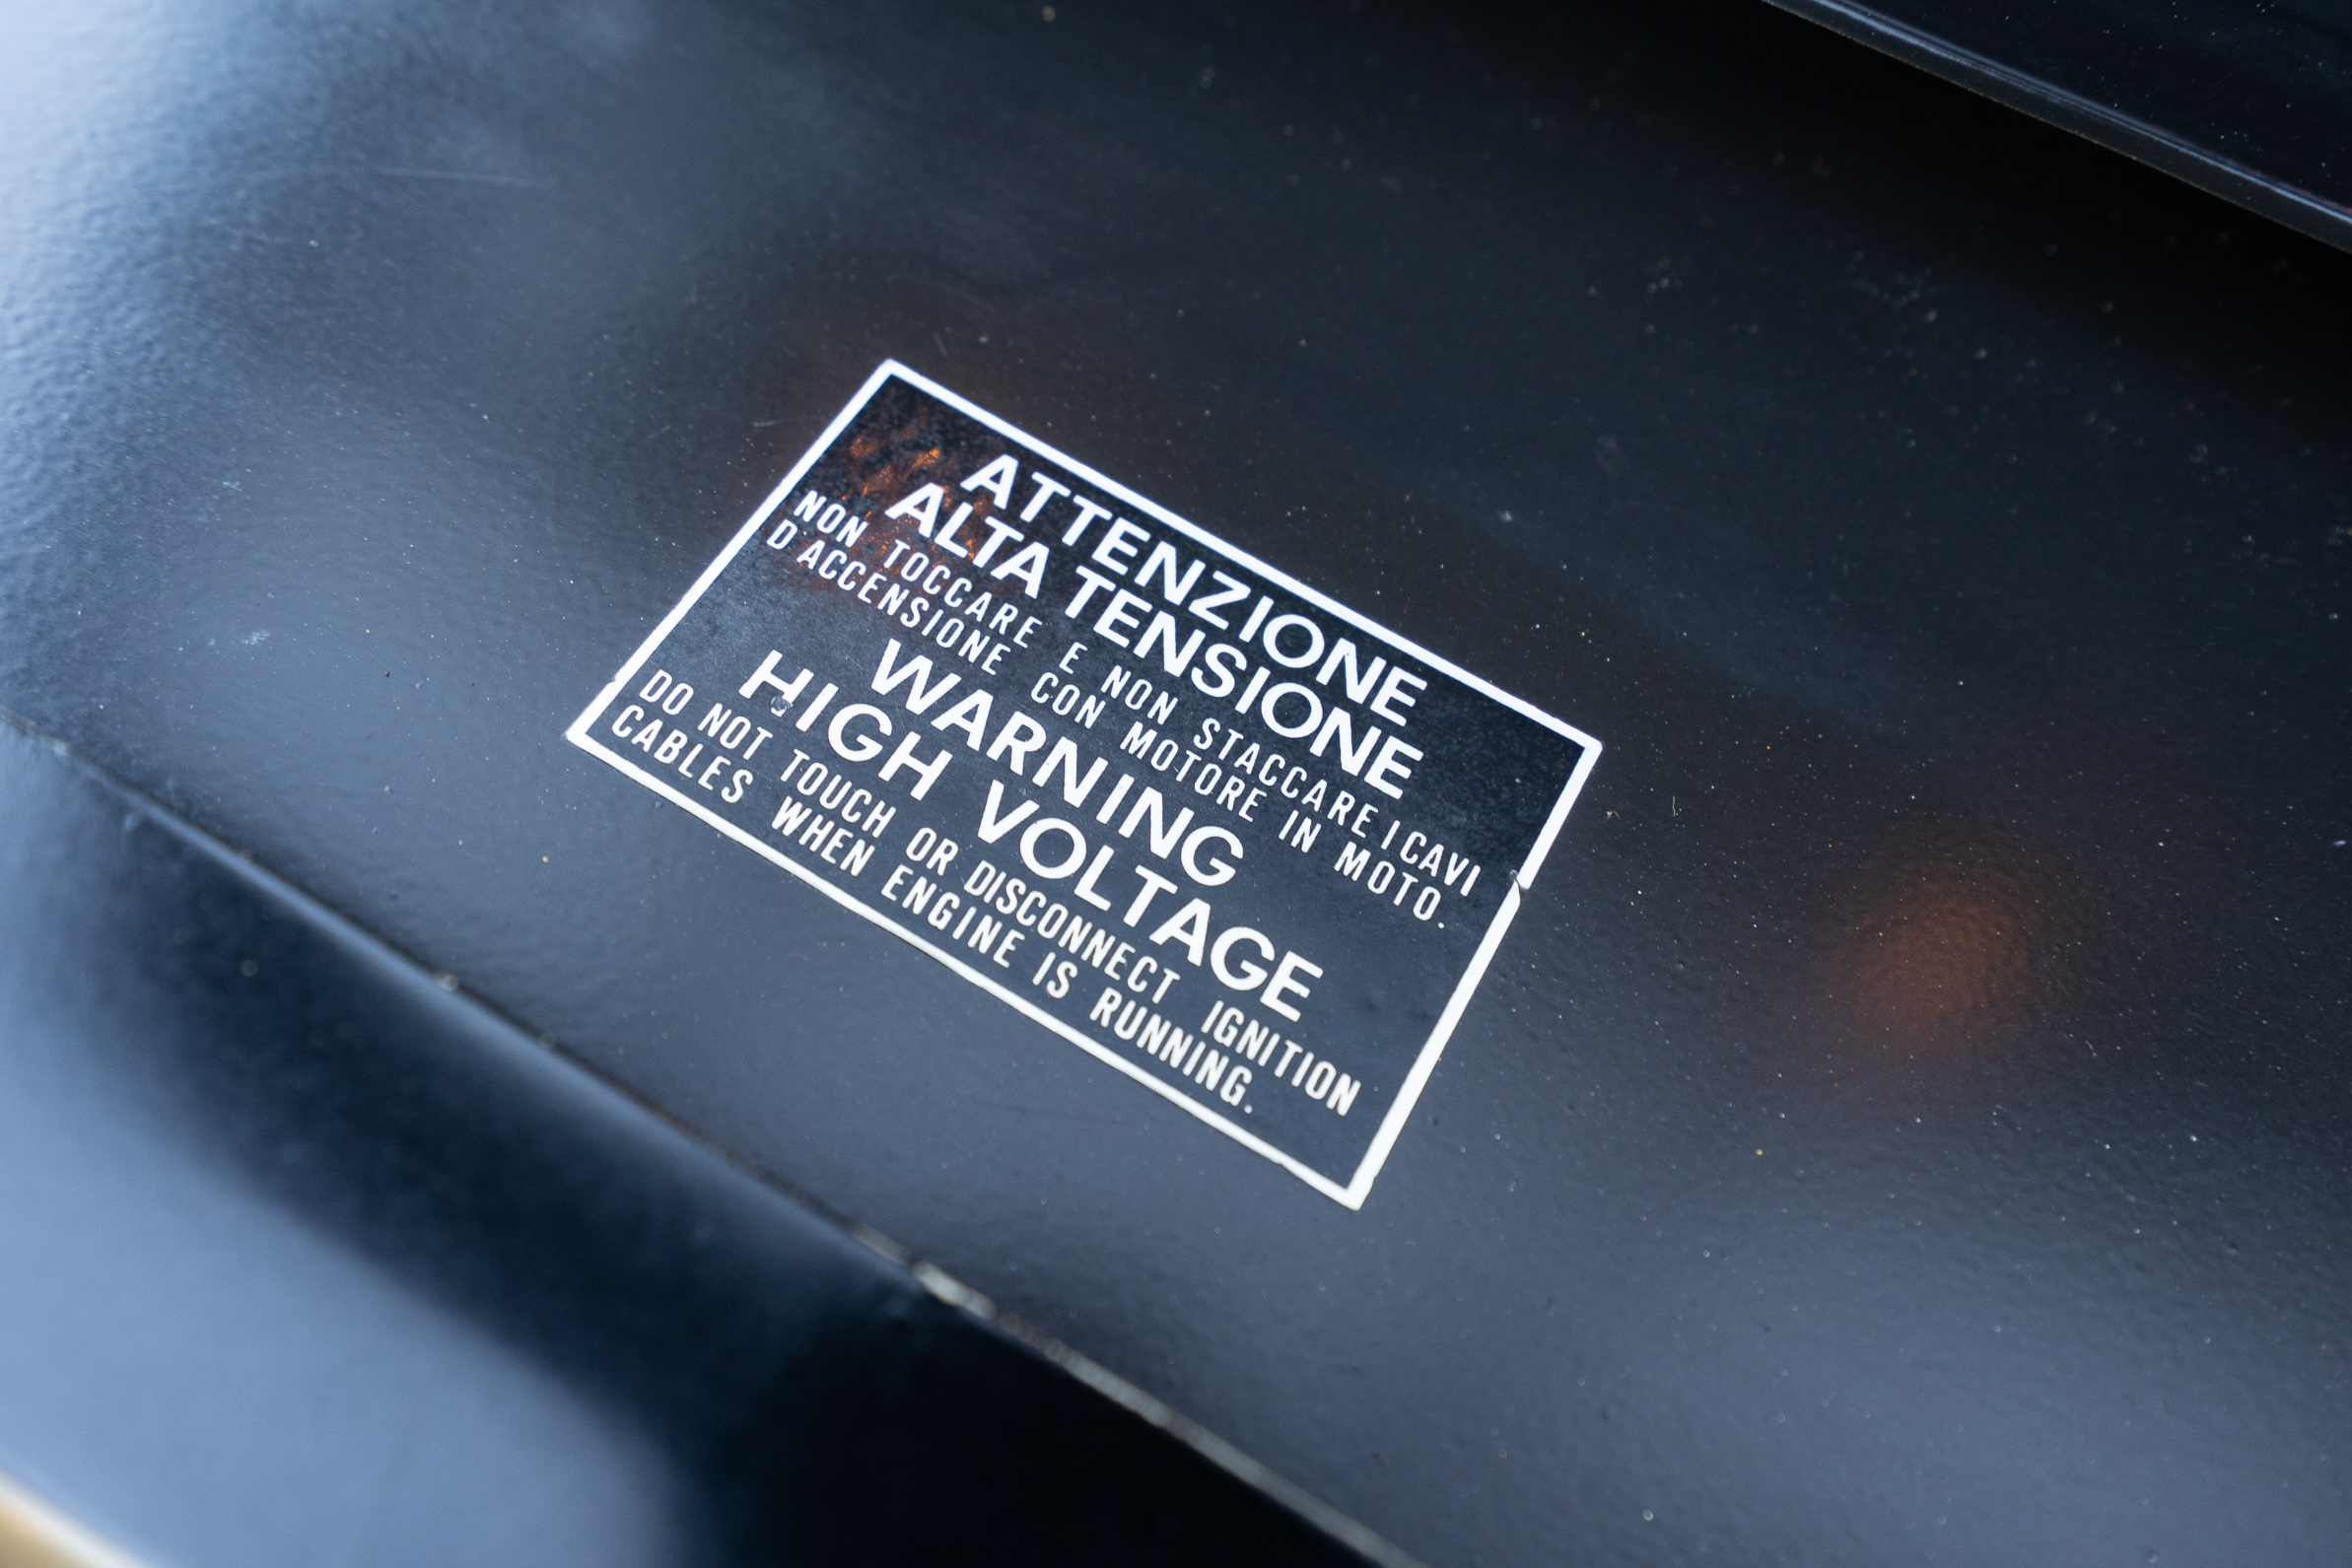 ATTENZIONE
ALTA TENSIONE
NON TOCCARE E NON STACCARE I CAVI
D'ACCENSIONE CON MOTORE IN MOTO.
WARNING
HIGH VOLTAGE
DO NOT TOUCH OR DISCONNECT IGNITION
CABLES WHEN ENGINE IS RUNNING.